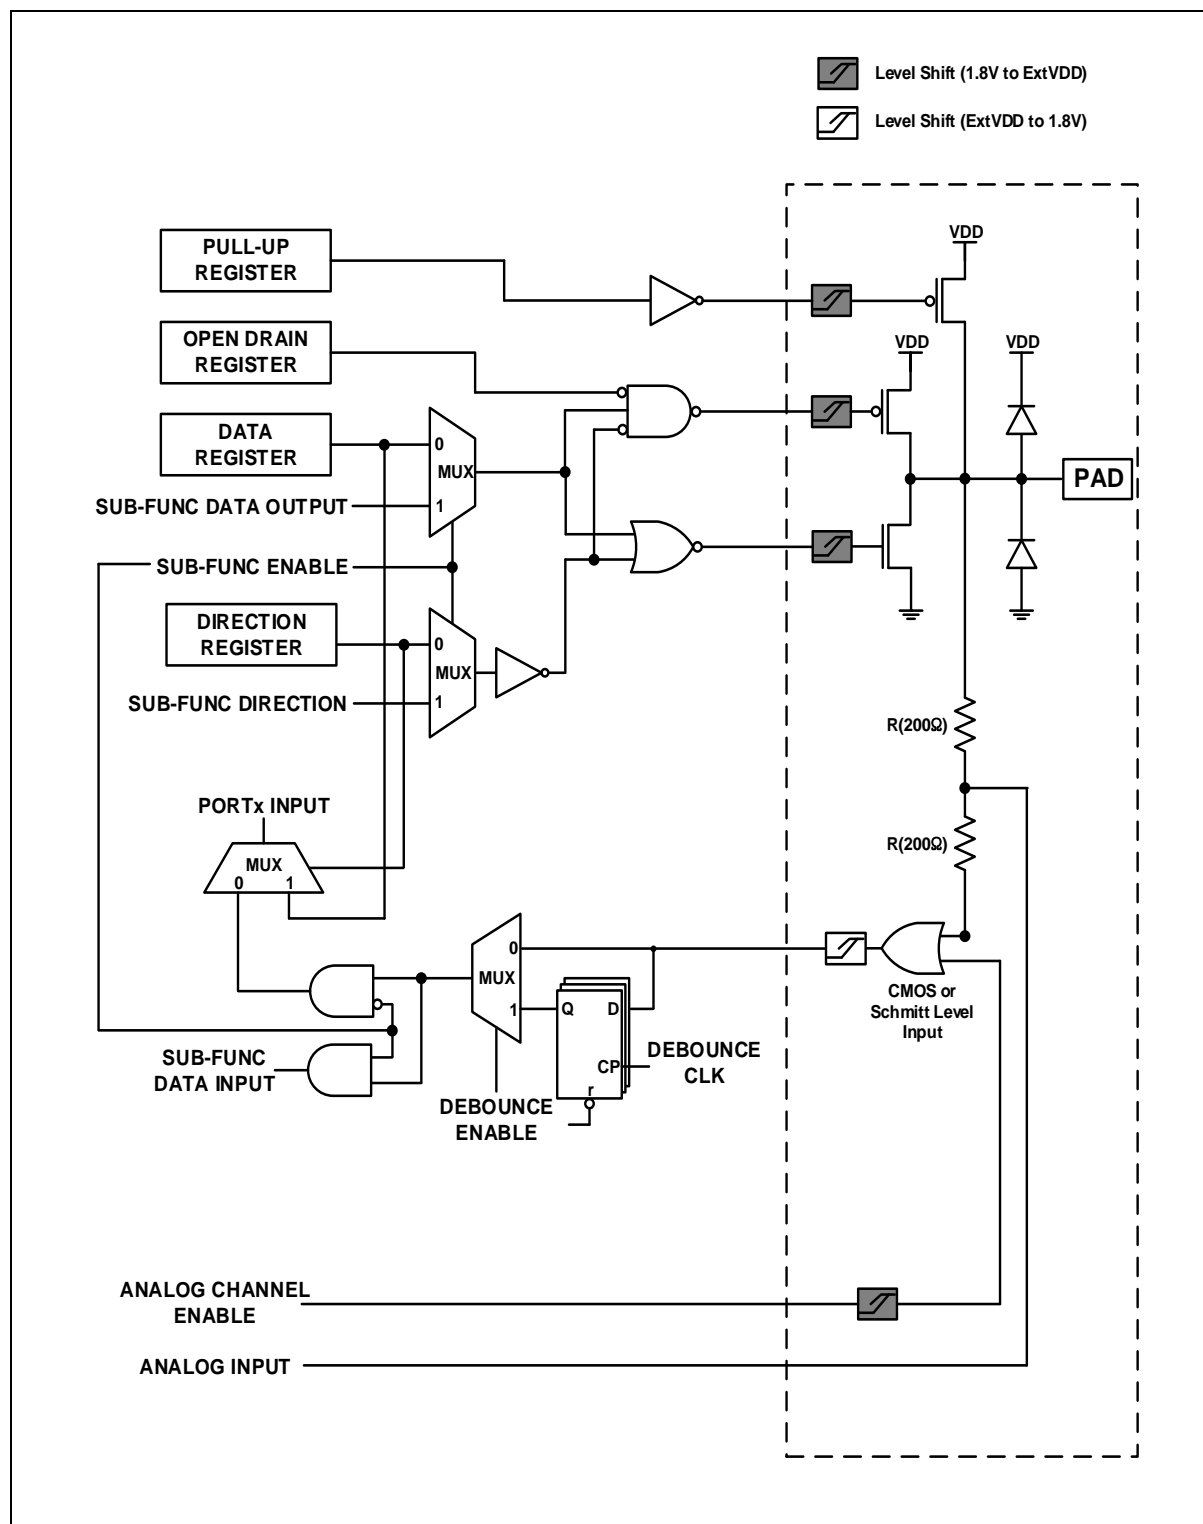 Level Shift (1.8V to ExtVDD)
Level Shift (ExtVDD to 1.8V)
VDD
PULL-UP
REGISTER
OPEN DRAIN
REGISTER
VDD
VDD
DATA
REGISTER
0
MUX
1
SUB-FUNC DATA OUTPUT
PAD
SUB-FUNC ENABLE
DIRECTION
REGISTER
0
MUX
1
SUB-FUNC DIRECTION
R(200Ω)
PORTx INPUT
MUX
0
1
R(200Ω)
0
MUX
1
Q
D
CP
r
CMOS or
Schmitt Level
Input
DEBOUNCE
CLK
SUB-FUNC
DATA INPUT
DEBOUNCE
ENABLE
ANALOG CHANNEL
ENABLE
ANALOG INPUT